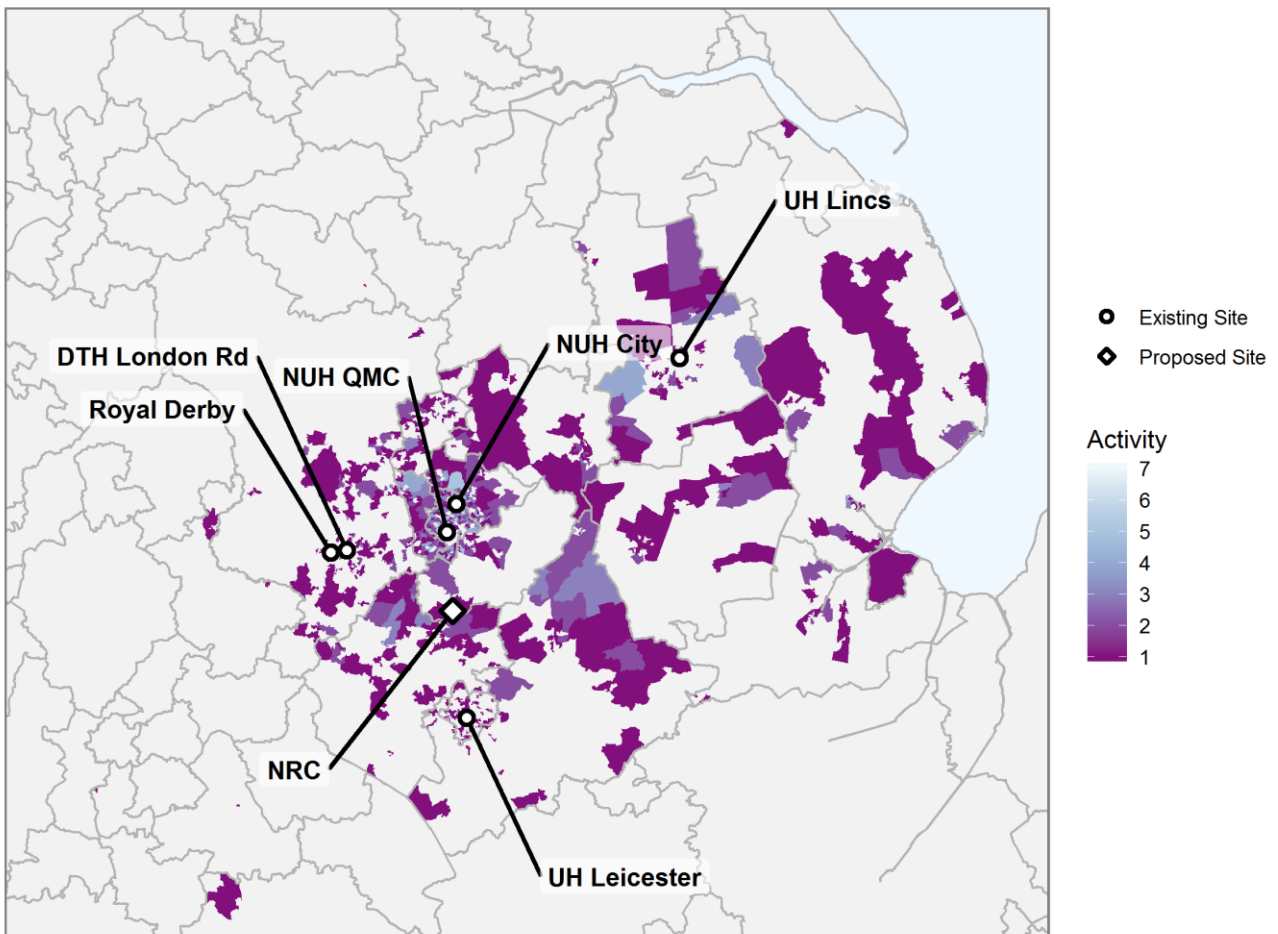 UH Lincs
NUH City
DTH London Rd
NUH QMC
Royal Derby
NRC
UH Leicester
Existing Site
Proposed Site
Activity
7
6
5
4
3
2
1